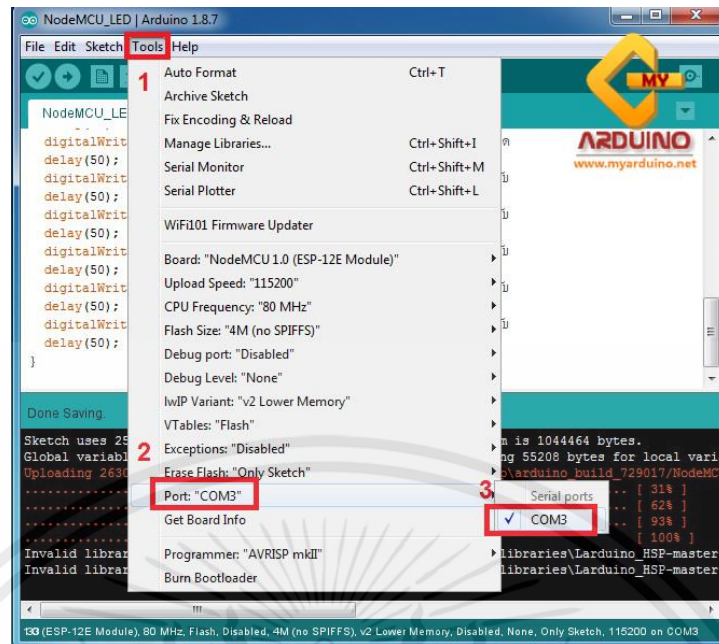 NodeMCU_LED | Arduino 1.8.7
File Edit Sketch Tools Help
1
MY
ARDUINO
www.myarduino.net
NodeMCU_LE
Auto Format Ctrl+T
Archive Sketch
Fix Encoding & Reload
Manage Libraries... Ctrl+Shift+I
Serial Monitor Ctrl+Shift+M
Serial Plotter Ctrl+Shift+L
WiFi101 Firmware Updater
Board: "NodeMCU 1.0 (ESP-12E Module)"
Upload Speed: "115200"
CPU Frequency: "80 MHz"
Flash Size: "4M (no SPIFFS)"
Debug port: "Disabled"
Debug Level: "None"
IwIP Variant: "v2 Lower Memory"
VTables: "Flash"
2 Exceptions: "Disabled"
Erase Flash: "Only Sketch"
Port: "COM3"
Get Board Info
Programmer: "AVRISP mkII"
Burn Bootloader
3 Serial ports
✓ COM3
digitalWrit
delay(50);
digitalWrit
delay(50);
digitalWrit
delay(50);
digitalWrit
delay(50);
digitalWrit
delay(50);
digitalWrit
delay(50);
}
Done Saving.
Sketch uses 25 m is 1044464 bytes.
Global variabl ng 55208 bytes for local vari
Uploading 2630 \arduino_build_729017/NodeMC
[ 31% ]
[ 62% ]
[ 93% ]
[ 100% ]
Invalid librar libraries\Larduino_HSP-master
Invalid librar libraries\Larduino_HSP-master
(ESP-12E Module), 80 MHz, Flash, Disabled, 4M (no SPIFFS), v2 Lower Memory, Disabled, None, Only Sketch, 115200 on COM3